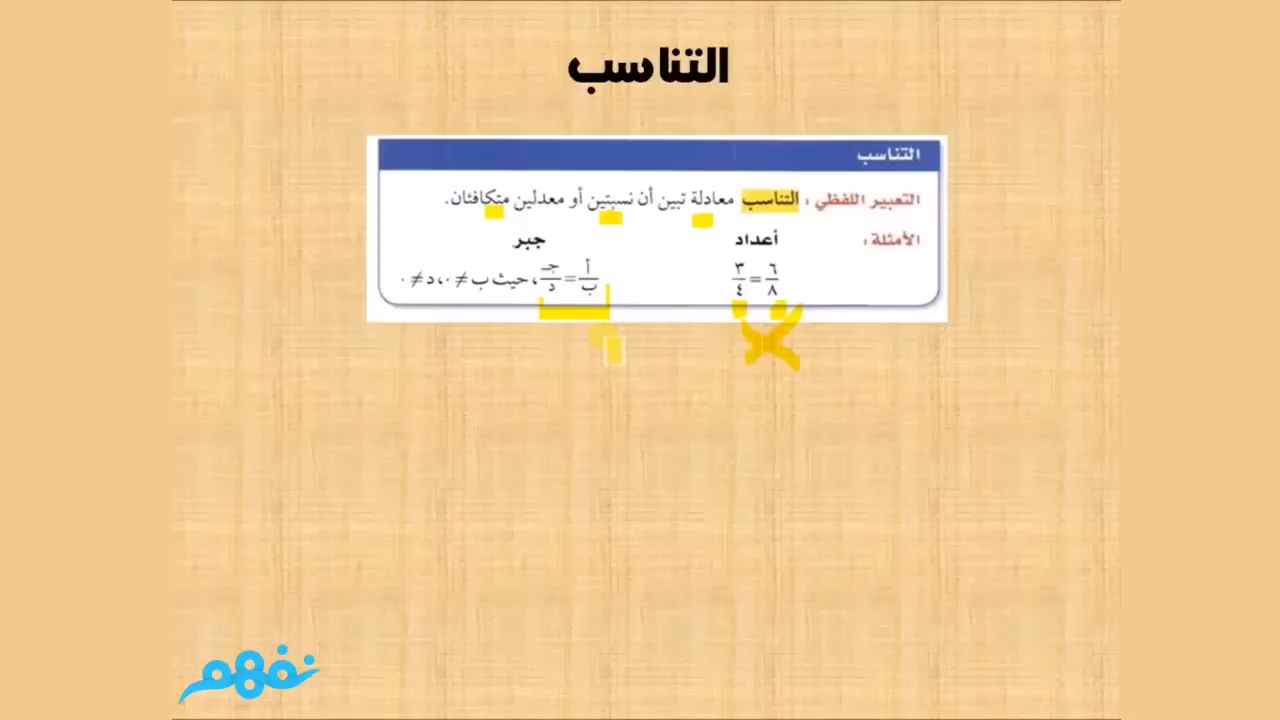 التناسب
التناسب
التعبير اللفظي : التناسب معادلة تبين أن نسبتين أو معدلين متكافئان.
الأمثلة: أعداد جبر
٦/٨ = ٣/٤ أ/ب = جـ/د، حيث ب ≠ ٠، د ≠ ٠
نفهم